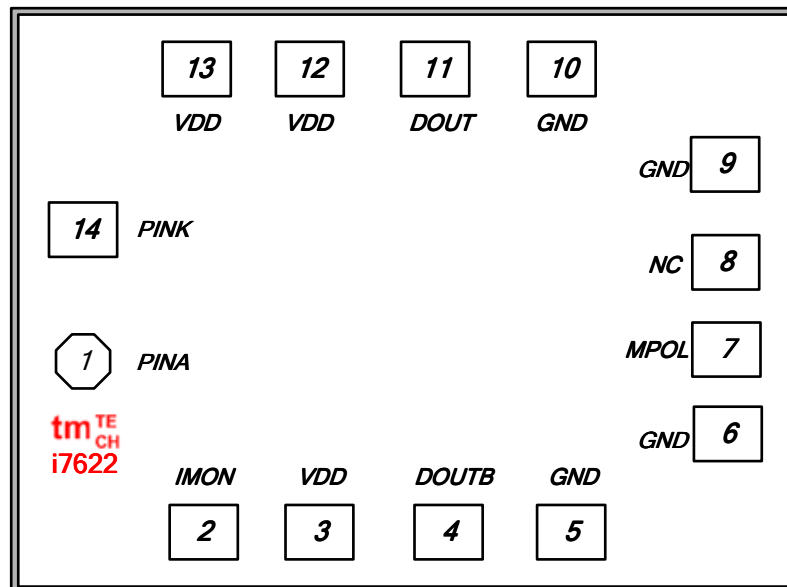 13 12 11 10
VDD VDD DOUT GND
GND 9
14 PINK
NC 8
MPOL 7
1 PINA
tm TE CH
GND 6
i7622
IMON VDD DOUTB GND
2 3 4 5